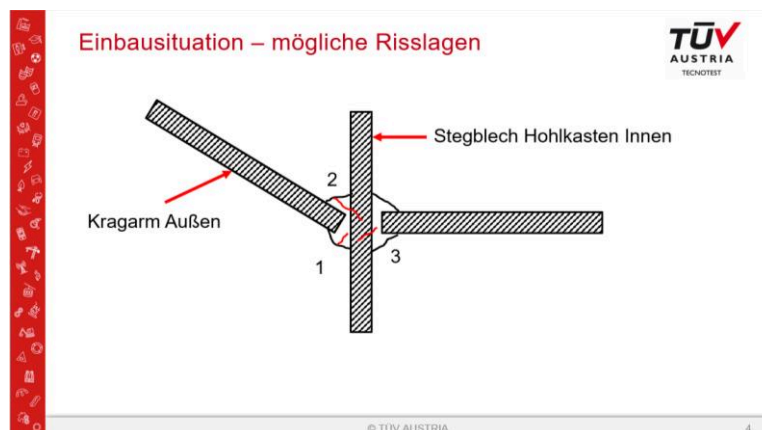 Einbausituation – mögliche Risslagen
TÜV
AUSTRIA
TECNOTEST
Stegblech Hohlkasten Innen
2
Kragarm Außen
1
3
© TÜV AUSTRIA
4